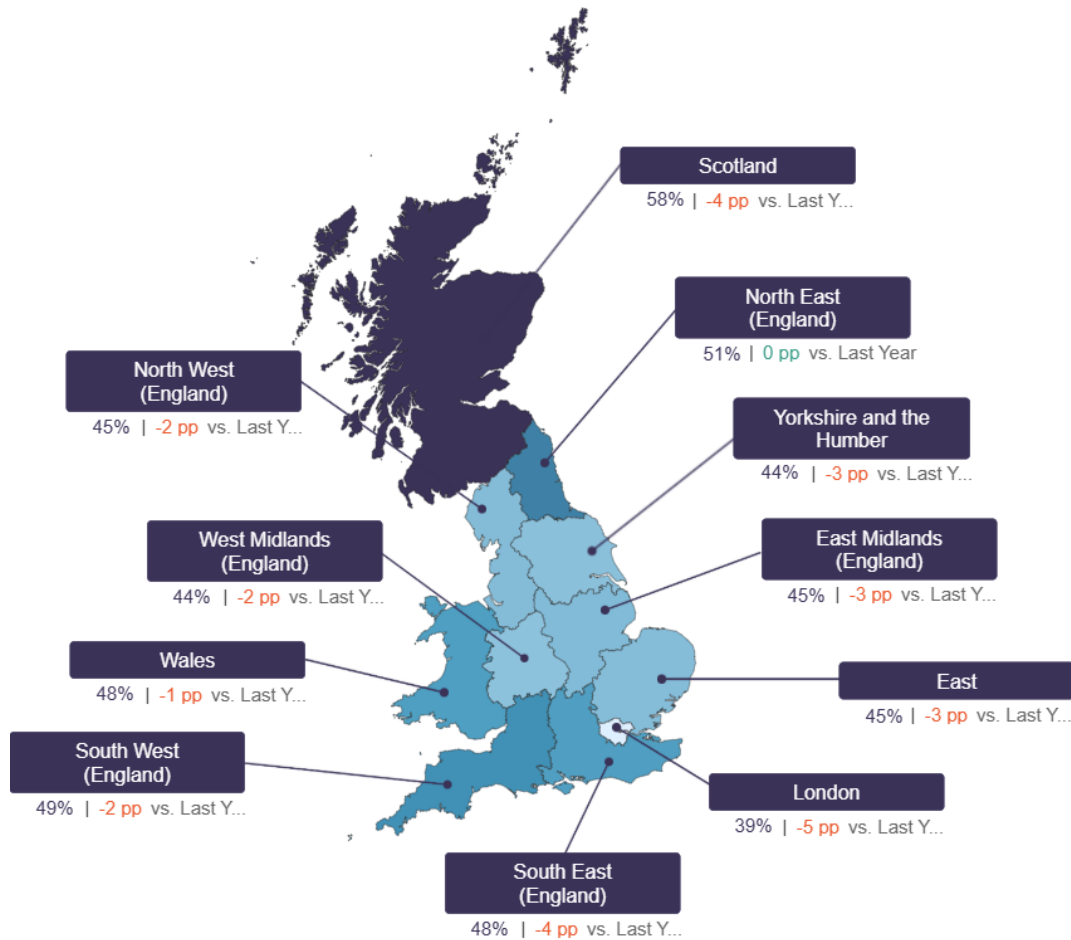 Scotland
58% | -4 pp vs. Last Y...
North East
(England)
51% | 0 pp vs. Last Year
North West
(England)
45% | -2 pp vs. Last Y...
Yorkshire and the
Humber
44% | -3 pp vs. Last Y...
West Midlands
(England)
44% | -2 pp vs. Last Y...
East Midlands
(England)
45% | -3 pp vs. Last Y...
Wales
48% | -1 pp vs. Last Y...
East
45% | -3 pp vs. Last Y...
South West
(England)
49% | -2 pp vs. Last Y...
London
39% | -5 pp vs. Last Y...
South East
(England)
48% | -4 pp vs. Last Y...